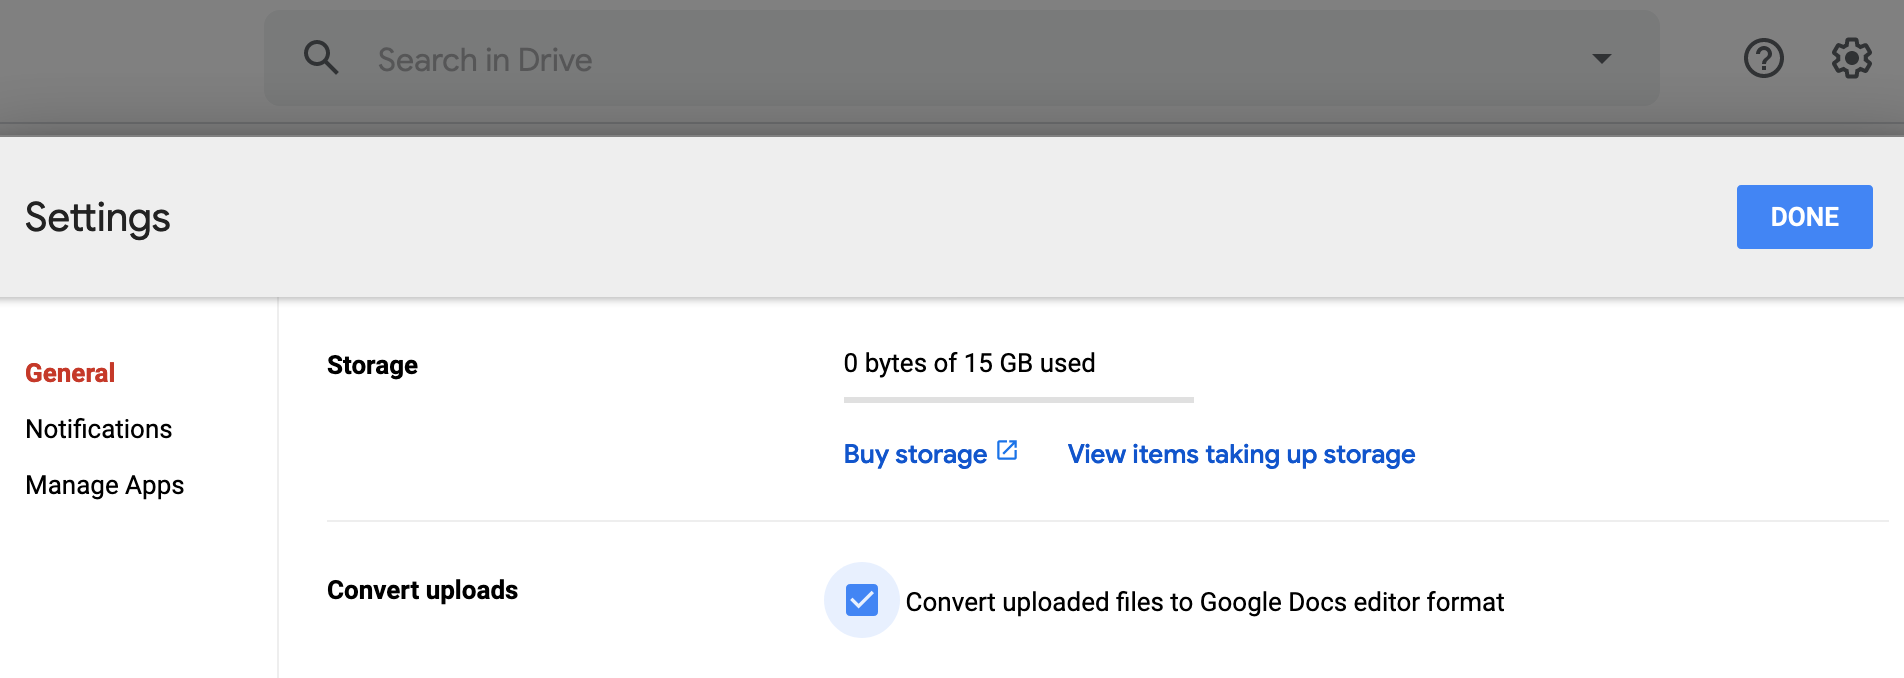 Search in Drive
Settings
DONE
General
Notifications
Manage Apps
Storage
0 bytes of 15 GB used
Buy storage
View items taking up storage
Convert uploads
Convert uploaded files to Google Docs editor format